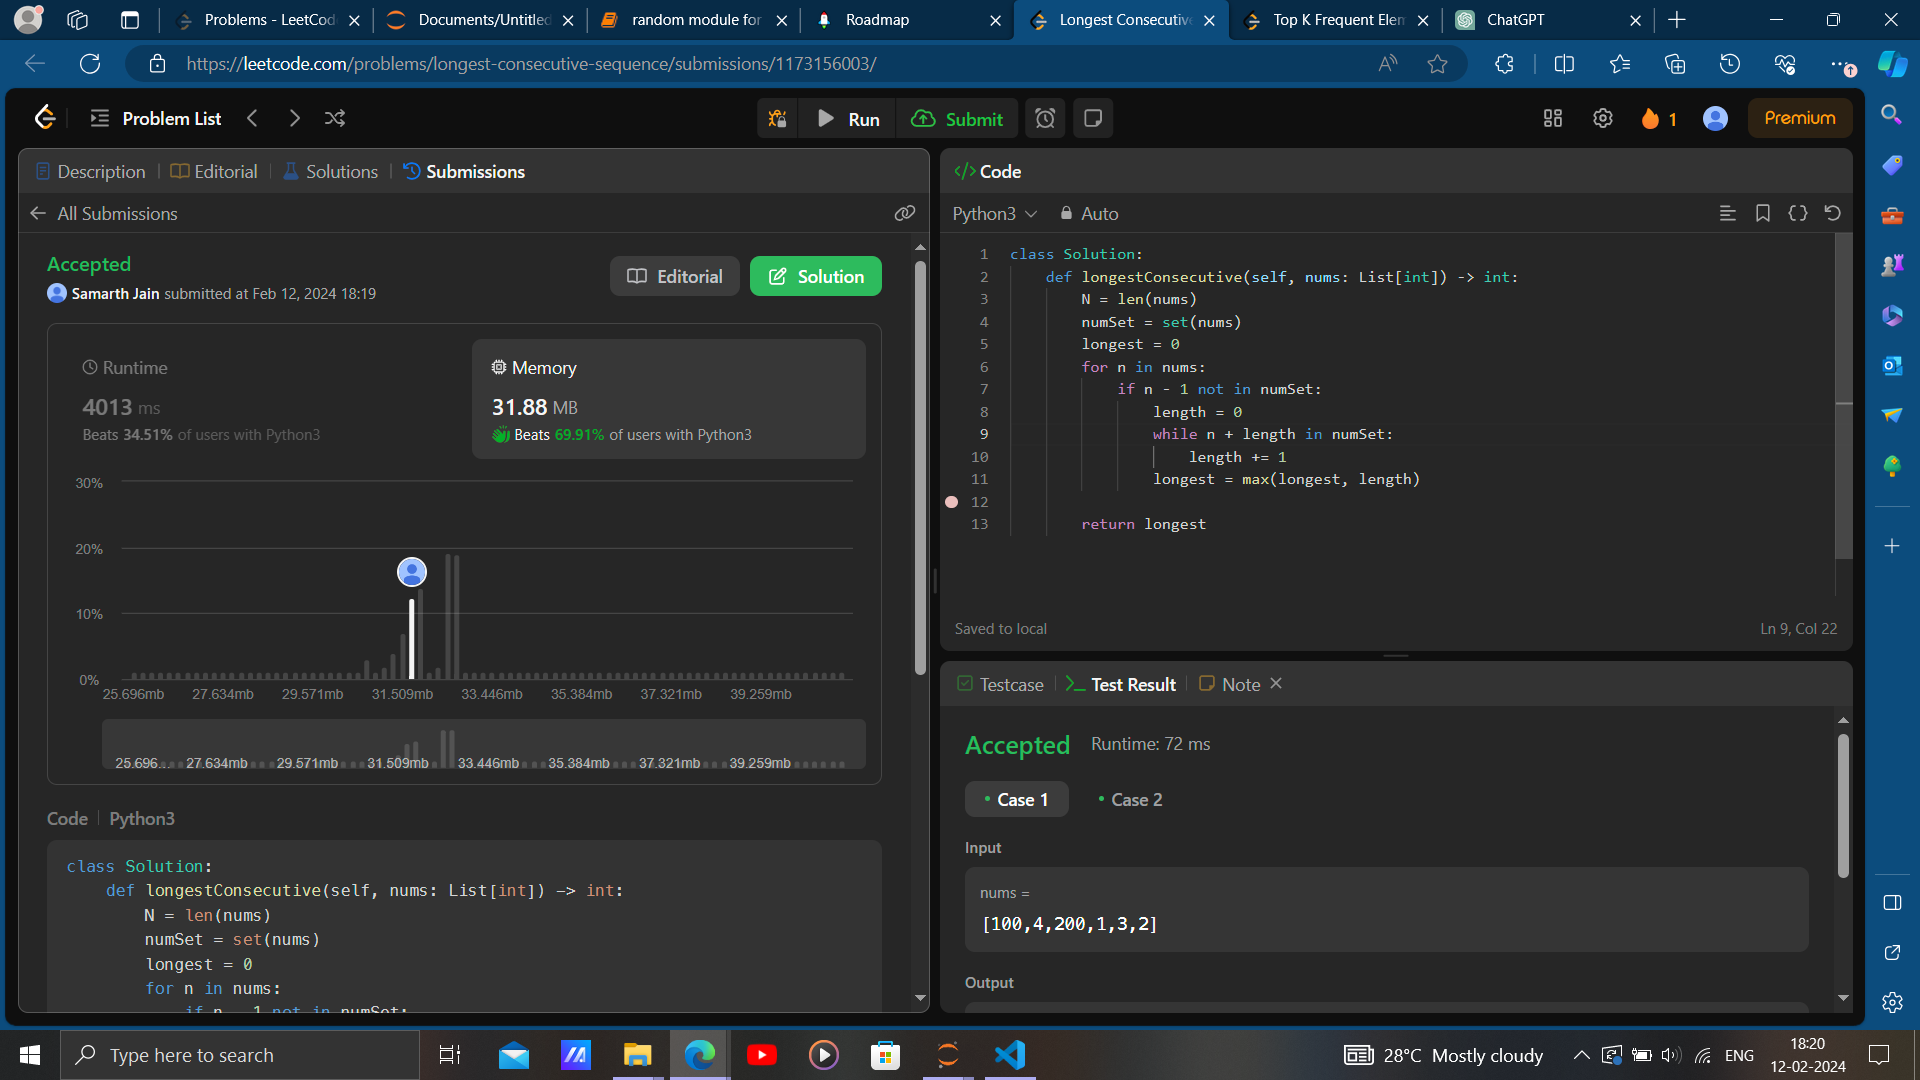 Problems - LeetCod
Documents/Untitled
random module for
Roadmap
Longest Consecutive
Top K Frequent Elem
ChatGPT
https://leetcode.com/problems/longest-consecutive-sequence/submissions/1173156003/
Problem List
Run
Submit
1
Premium
Description
Editorial
Solutions
Submissions
All Submissions
Accepted
Samarth Jain submitted at Feb 12, 2024 18:19
Editorial
Solution
Runtime
4013 ms
Beats 34.51% of users with Python3
Memory
31.88 MB
Beats 69.91% of users with Python3
30%
20%
10%
0%
25.696mb 27.634mb 29.571mb 31.509mb 33.446mb 35.384mb 37.321mb 39.259mb
25.696... 27.634mb 29.571mb 31.509mb 33.446mb 35.384mb 37.321mb 39.259mb
Code
Python3
class Solution:
def longestConsecutive(self, nums: List[int]) -> int:
N = len(nums)
numSet = set(nums)
longest = 0
for n in nums:
if n - 1 not in numSet:
</> Code
Python3
Auto
1 class Solution:
2 def longestConsecutive(self, nums: List[int]) -> int:
3 N = len(nums)
4 numSet = set(nums)
5 longest = 0
6 for n in nums:
7 if n - 1 not in numSet:
8 length = 0
9 while n + length in numSet:
10 length += 1
11 longest = max(longest, length)
12
13 return longest
Saved to local
Ln 9, Col 22
Testcase
Test Result
Note
Accepted
Runtime: 72 ms
Case 1
Case 2
Input
nums =
[100,4,200,1,3,2]
Output
Type here to search
28°C Mostly cloudy
ENG
18:20
12-02-2024